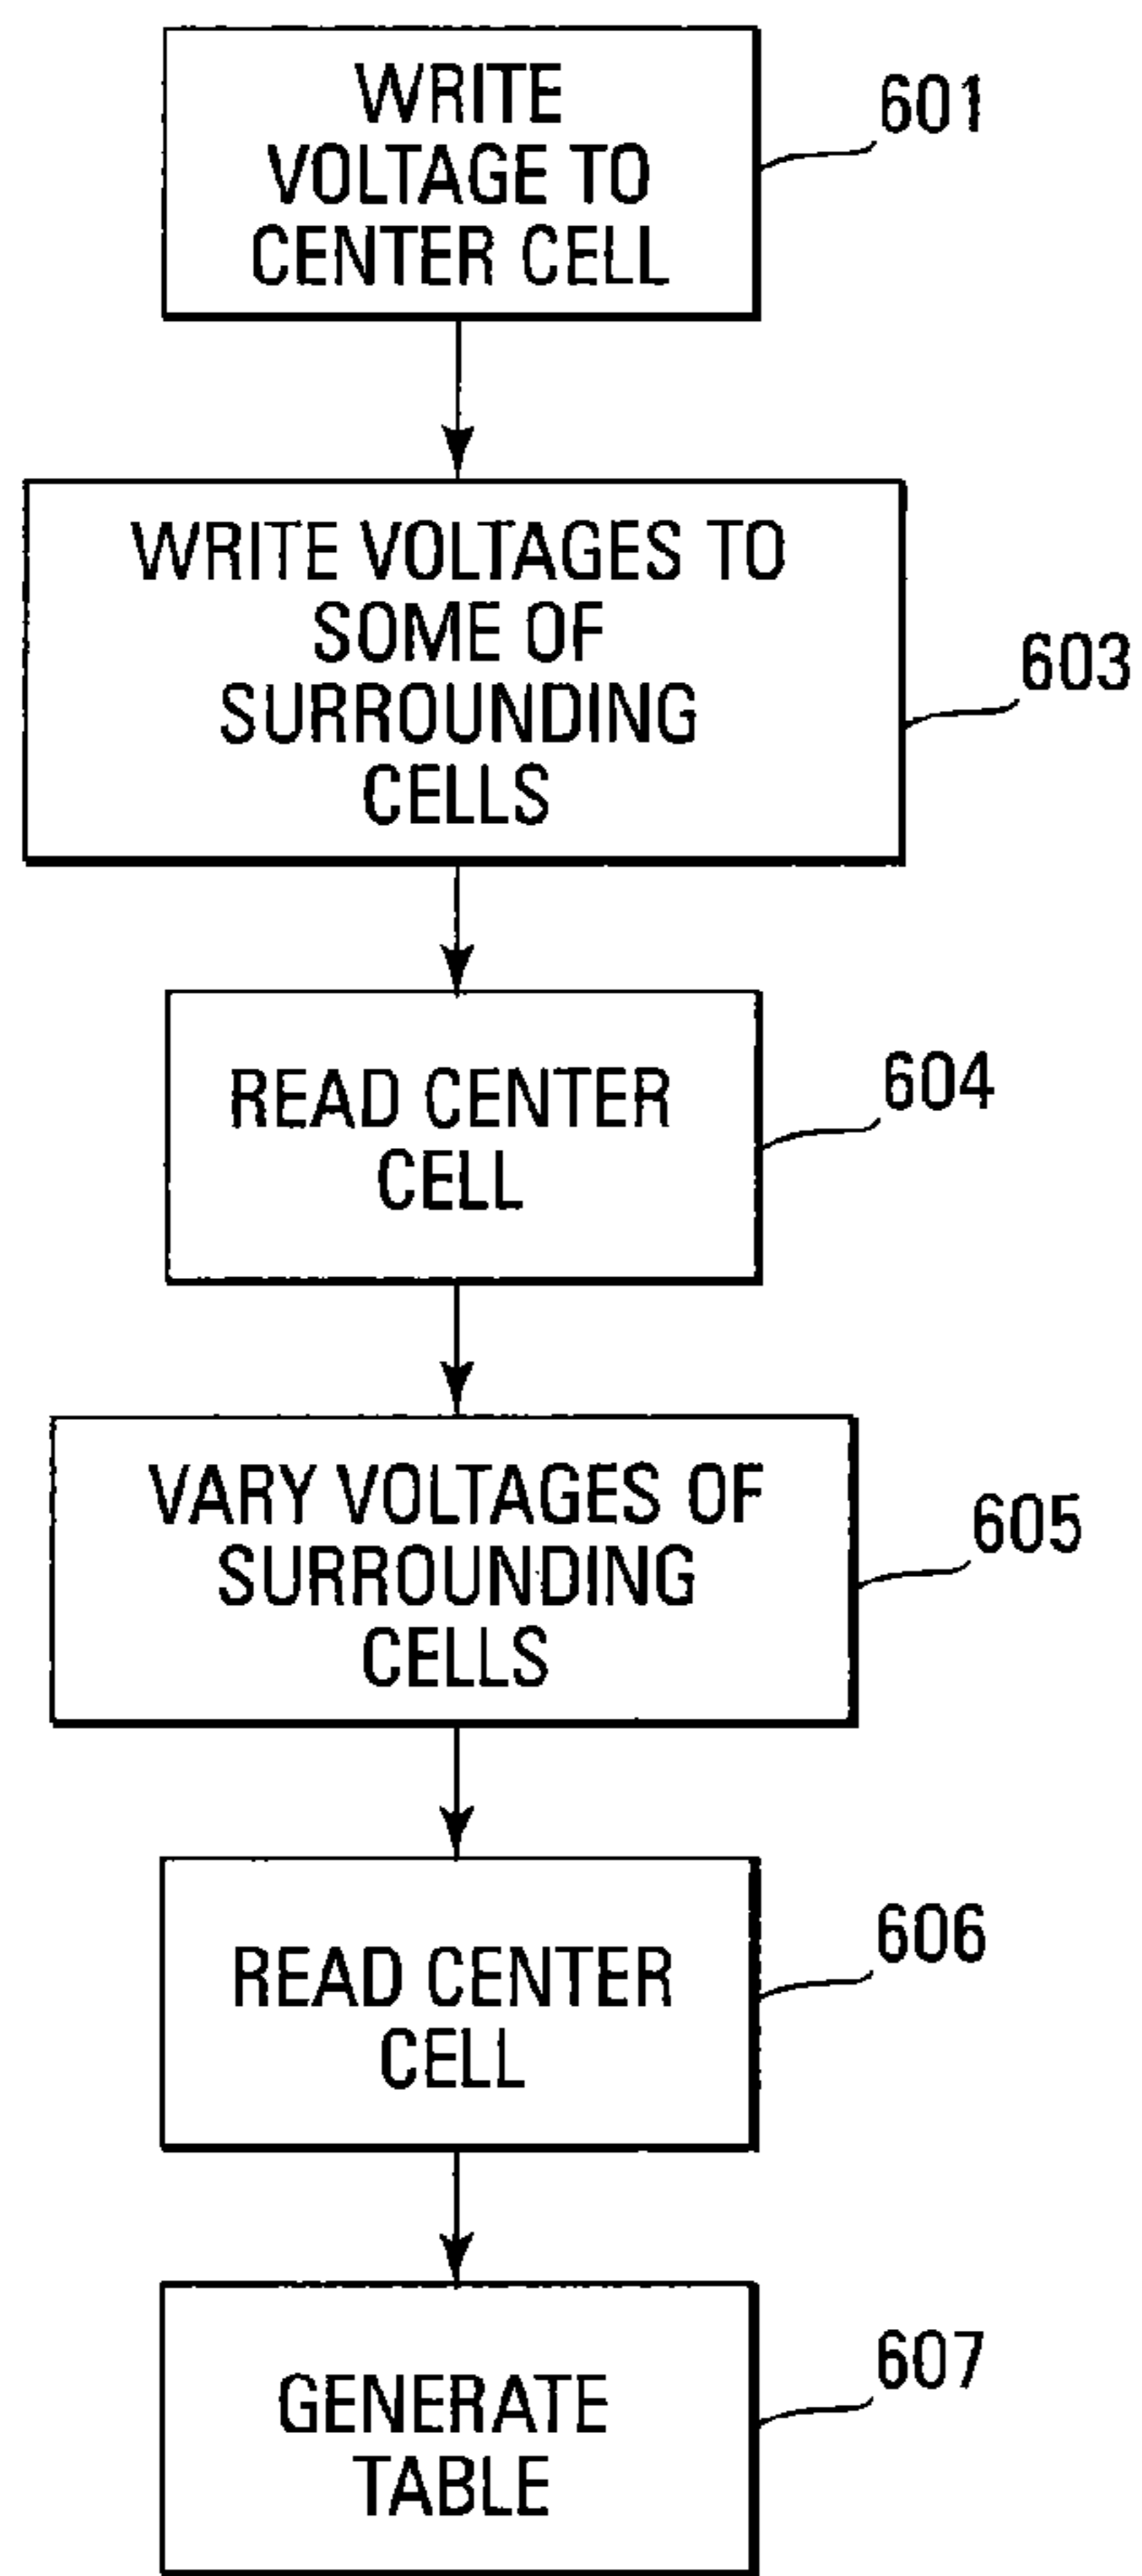 WRITE
VOLTAGE TO
CENTER CELL
601
WRITE VOLTAGES TO
SOME OF
SURROUNDING
CELLS
603
READ CENTER
CELL
604
VARY VOLTAGES OF
SURROUNDING
CELLS
605
READ CENTER
CELL
606
GENERATE
TABLE
607